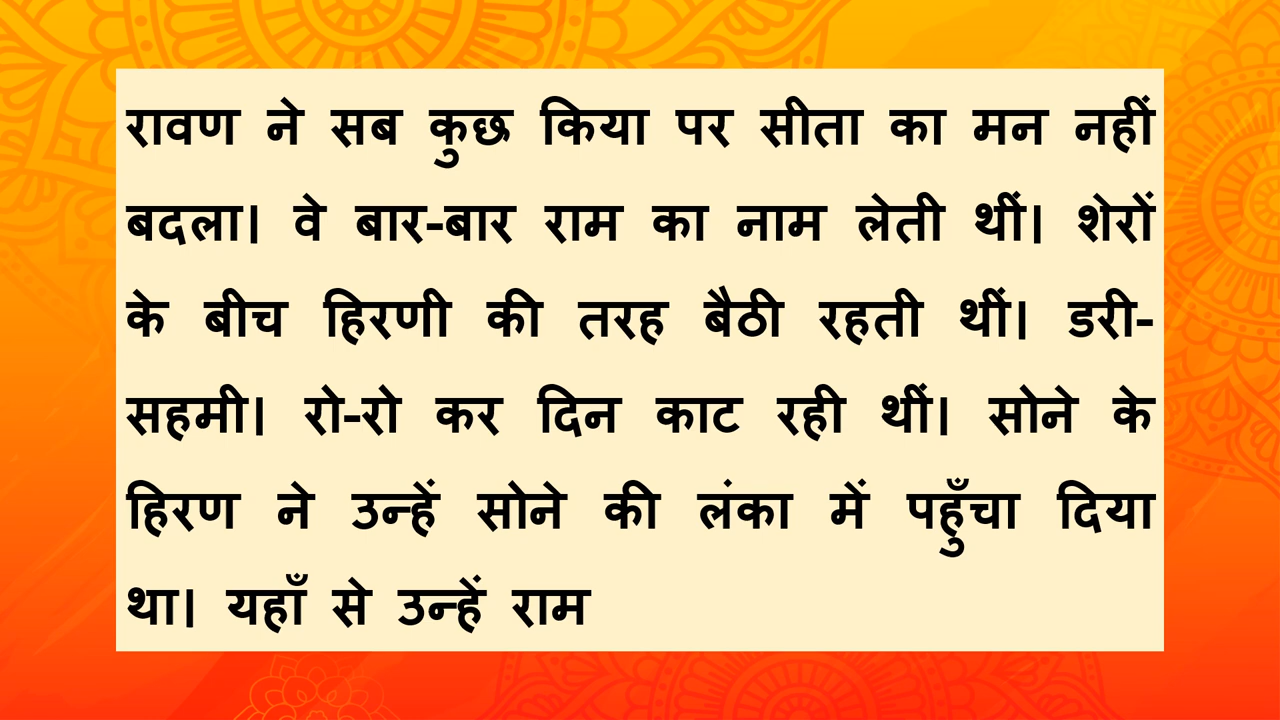 रावण ने सब कुछ किया पर सीता का मन नहीं
बदला। वे बार-बार राम का नाम लेती थीं। शेरों
के बीच हिरणी की तरह बैठी रहती थीं। डरी-
सहमी। रो-रो कर दिन काट रही थीं। सोने के
हिरण ने उन्हें सोने की लंका में पहुँचा दिया
था। यहाँ से उन्हें राम